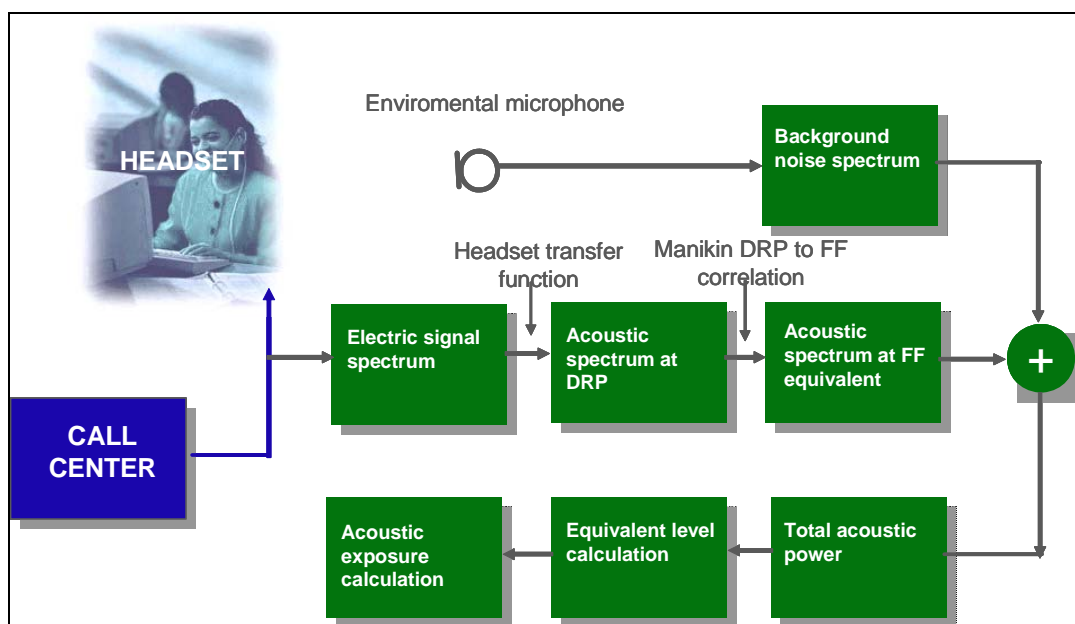 Enviromental microphone
HEADSET
Background
noise spectrum
Headset transfer
function
Manikin DRP to FF
correlation
Electric signal
spectrum
Acoustic
spectrum at
DRP
Acoustic
spectrum at FF
equivalent
+
CALL
CENTER
Acoustic
exposure
calculation
Equivalent level
calculation
Total acoustic
power